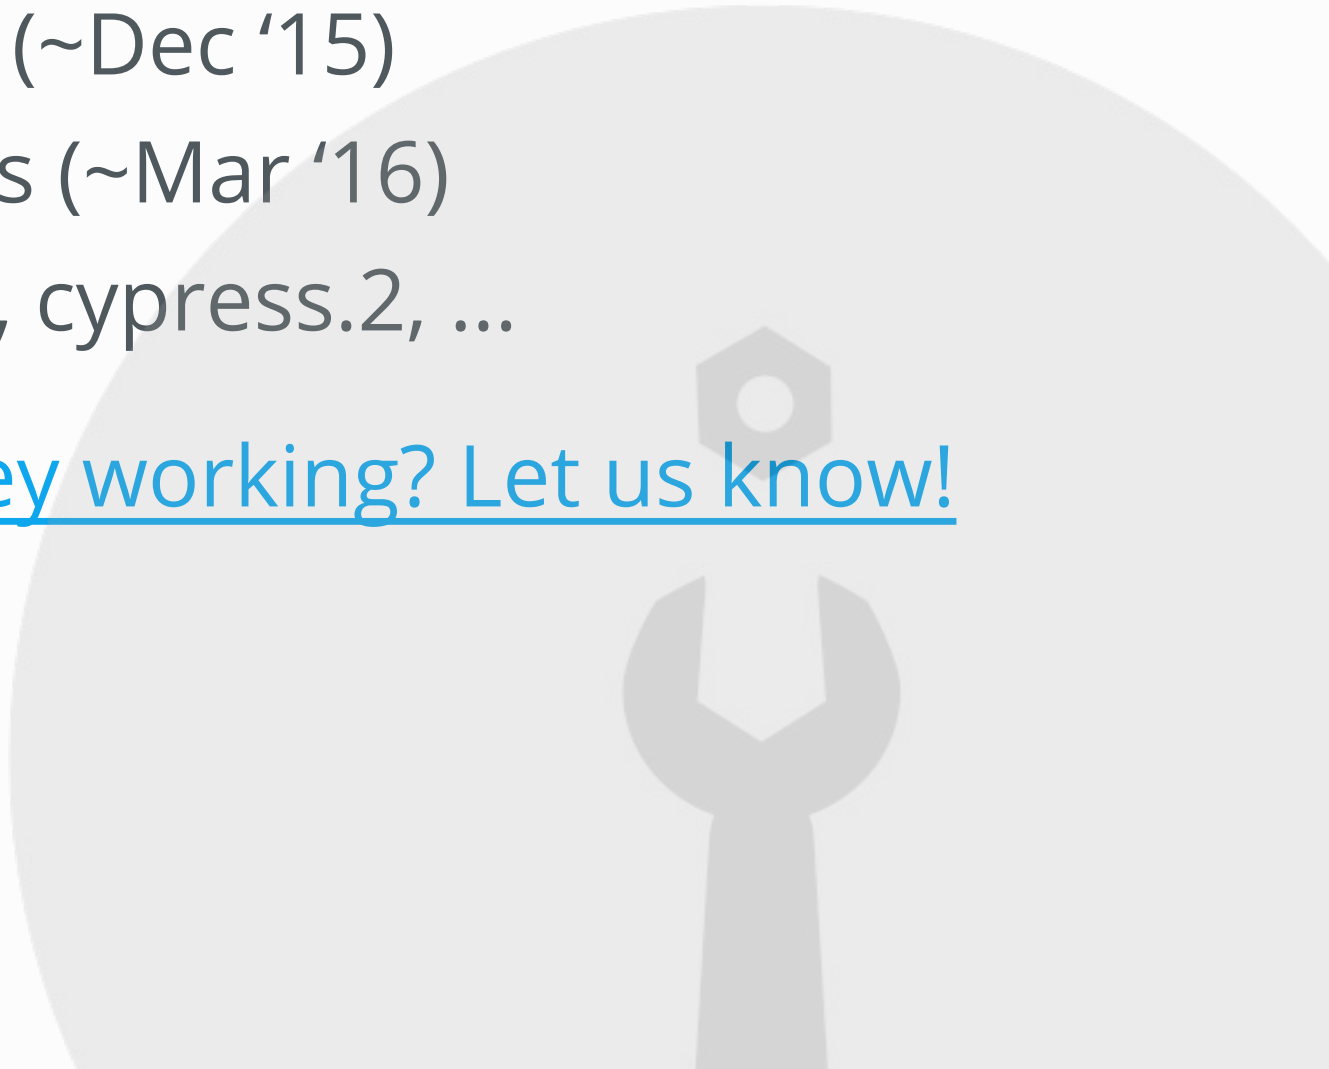 (~Dec ‘15)
s (~Mar ‘16)
, cypress.2, ...
ey working? Let us know!